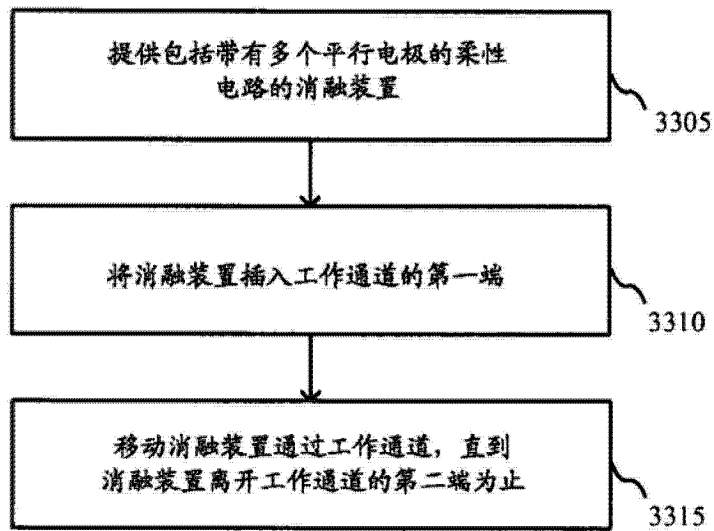 提供包括带有多个平行电极的柔性
电路的消融装置
3305
将消融装置插入工作通道的第一端
3310
移动消融装置通过工作通道，直到
消融装置离开工作通道的第二端为止
3315